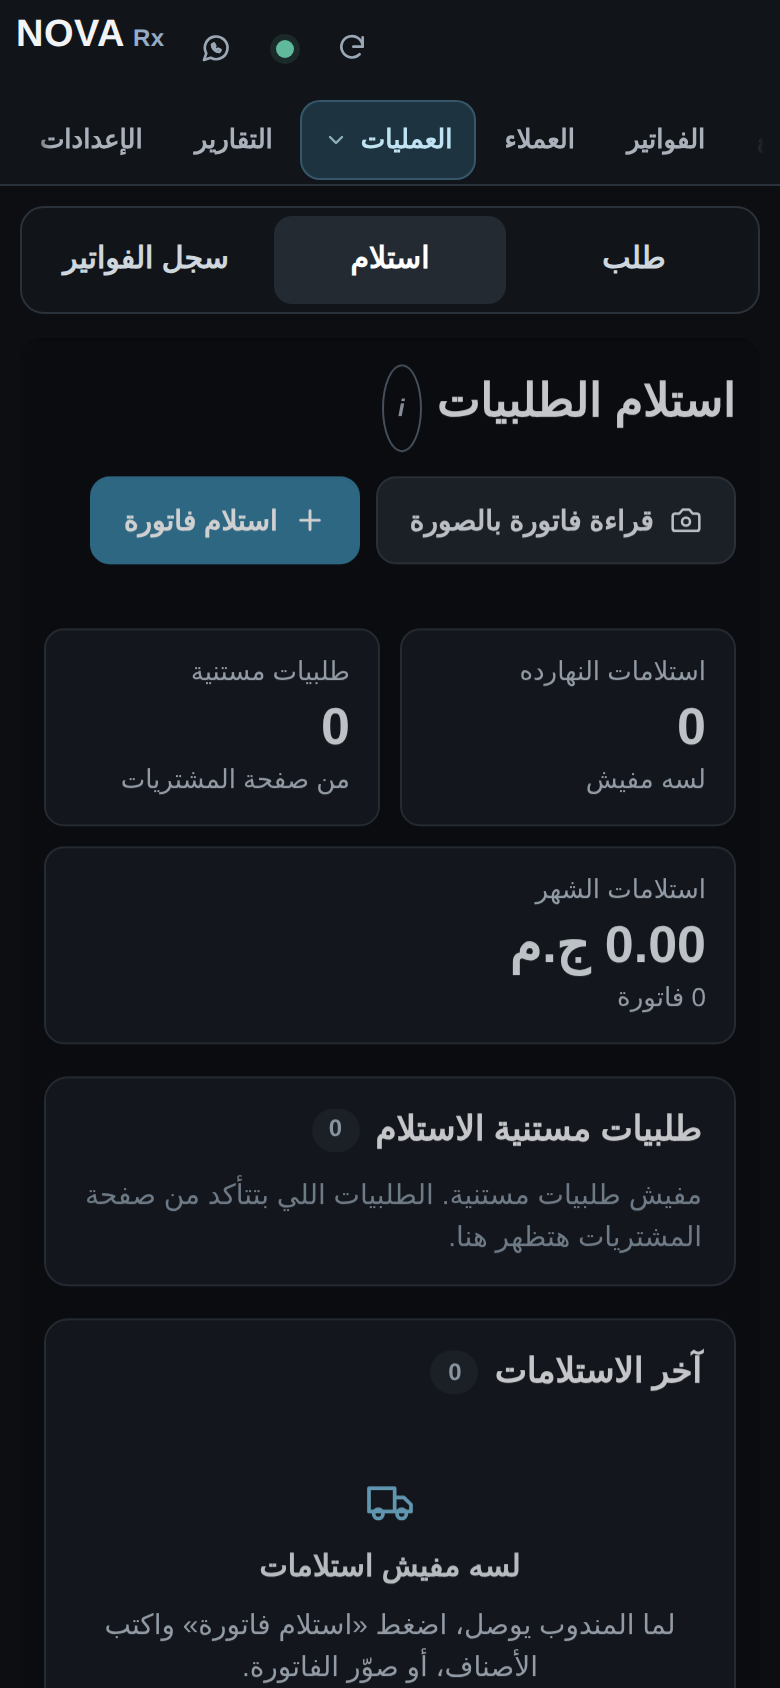 NOVA Rx
الفواتير
العملاء
العمليات
التقارير
الإعدادات
طلب
استلام
سجل الفواتير
استلام الطلبيات i
قراءة فاتورة بالصورة
استلام فاتورة
استلامات النهارده
0
لسه مفيش
طلبيات مستنية
0
من صفحة المشتريات
استلامات الشهر
0.00 ج.م
0 فاتورة
طلبيات مستنية الاستلام 0
مفيش طلبيات مستنية. الطلبيات اللي بتتأكد من صفحة
المشتريات هتظهر هنا.
آخر الاستلامات 0
لسه مفيش استلامات
لما المندوب يوصل، اضغط «استلام فاتورة» واكتب
الأصناف، أو صوّر الفاتورة.